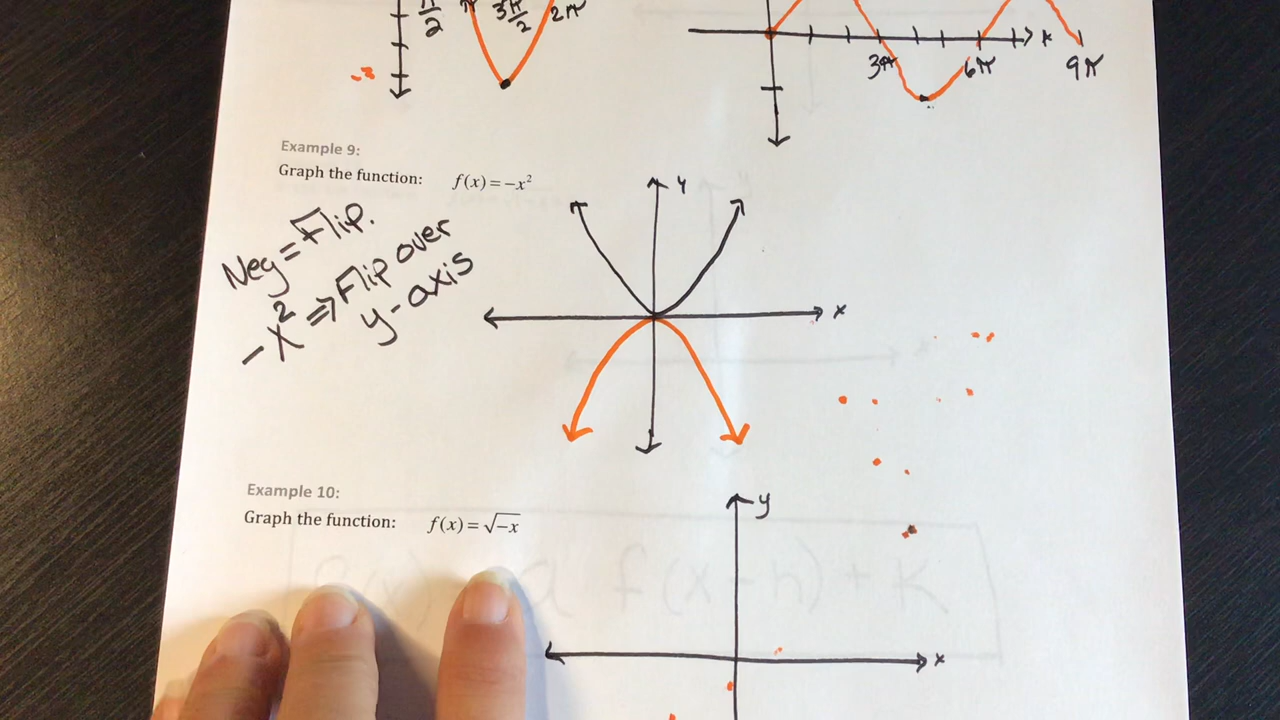 π/2 π 3π/2 2π
-3
x
3π 6π 9π
Example 9:
Graph the function: f(x)=-x²
y
Neg = Flip.
-x² ⇒ Flip over
y-axis
x
Example 10:
Graph the function: f(x)=√-x
y
f(x-h)+K
x